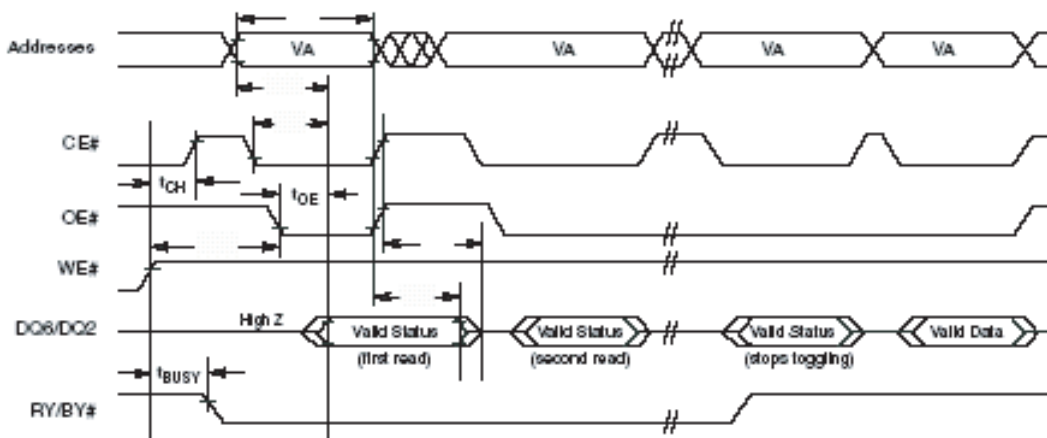 Addresses
VA
VA
VA
VA
CE#
tCH
tOE
OE#
WE#
High Z
DQ6/DQ2
Valid Status
Valid Status
Valid Status
Valid Data
(first read)
(second read)
(stops toggling)
tBUSY
RY/BY#